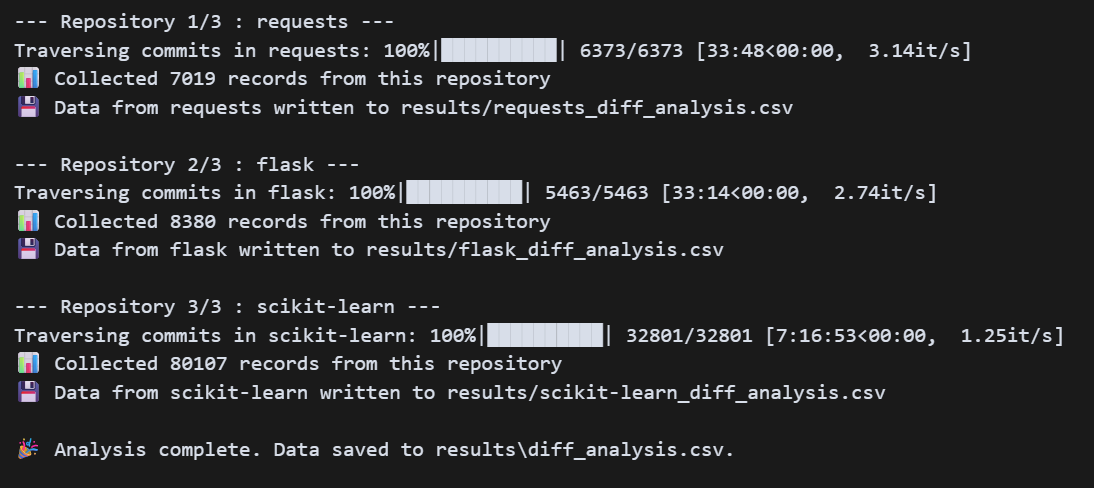 --- Repository 1/3 : requests ---
Traversing commits in requests: 100%|██████████| 6373/6373 [33:48<00:00,  3.14it/s]
📊 Collected 7019 records from this repository
💾 Data from requests written to results/requests_diff_analysis.csv
--- Repository 2/3 : flask ---
Traversing commits in flask: 100%|██████████| 5463/5463 [33:14<00:00,  2.74it/s]
📊 Collected 8380 records from this repository
💾 Data from flask written to results/flask_diff_analysis.csv
--- Repository 3/3 : scikit-learn ---
Traversing commits in scikit-learn: 100%|██████████| 32801/32801 [7:16:53<00:00,  1.25it/s]
📊 Collected 80107 records from this repository
💾 Data from scikit-learn written to results/scikit-learn_diff_analysis.csv
🎉 Analysis complete. Data saved to results\diff_analysis.csv.